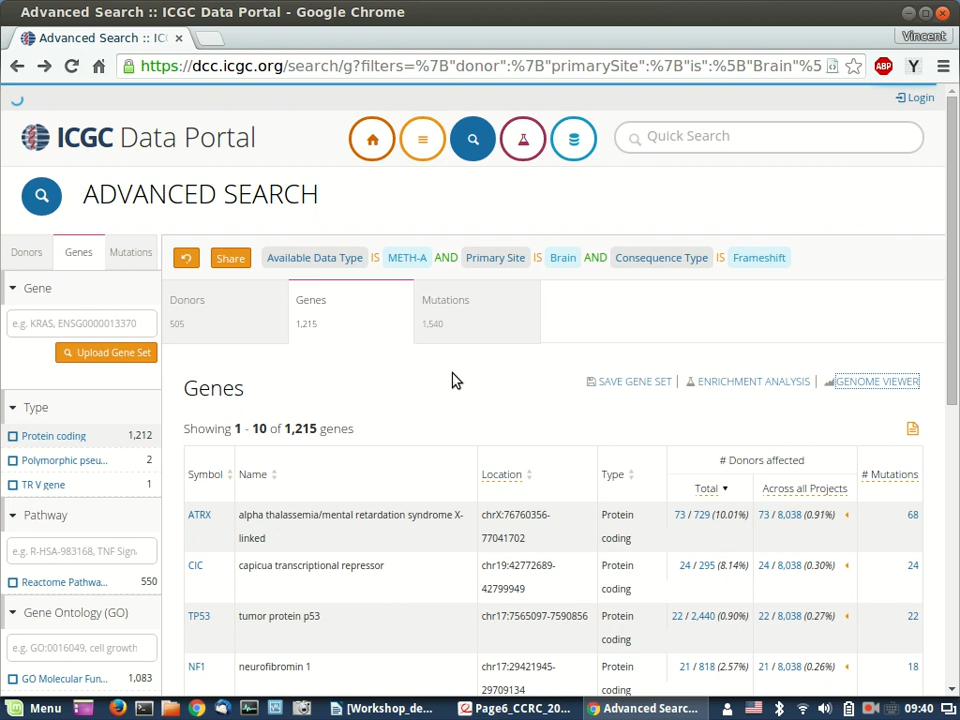 Advanced Search :: ICGC Data Portal - Google Chrome
Advanced Search :: IC
Vincent
https://dcc.icgc.org/search/g?filters=%7B"donor":%7B"primarySite":%7B"is":%5B"Brain"%5
ABP
Login
ICGC Data Portal
Quick Search
ADVANCED SEARCH
Donors Genes Mutations
Share Available Data Type IS METH-A AND Primary Site IS Brain AND Consequence Type IS Frameshift
Gene
e.g. KRAS, ENSG0000013370
Upload Gene Set
Donors
505
Genes
1,215
Mutations
1,540
Genes
SAVE GENE SET | ENRICHMENT ANALYSIS | GENOME VIEWER
Type
Protein coding 1,212
Polymorphic pseu... 2
TR V gene 1
Showing 1 - 10 of 1,215 genes
Pathway
e.g. R-HSA-983168, TNF Sign
Reactome Pathwa... 550
Gene Ontology (GO)
e.g. GO:0016049, cell growth
GO Molecular Fun... 1,083
# Donors affected
Symbol Name Location Type Total Across all Projects # Mutations
ATRX alpha thalassemia/mental retardation syndrome X-linked chrX:76760356-77041702 Protein coding 73 / 729 (10.01%) 73 / 8,038 (0.91%) 68
CIC capicua transcriptional repressor chr19:42772689-42799949 Protein coding 24 / 295 (8.14%) 24 / 8,038 (0.30%) 24
TP53 tumor protein p53 chr17:7565097-7590856 Protein coding 22 / 2,440 (0.90%) 22 / 8,038 (0.27%) 22
NF1 neurofibromin 1 chr17:29421945-29709134 Protein coding 21 / 818 (2.57%) 21 / 8,038 (0.26%) 18
Menu [Workshop_de... Page6_CCRC_20... Advanced Searc... 09:40